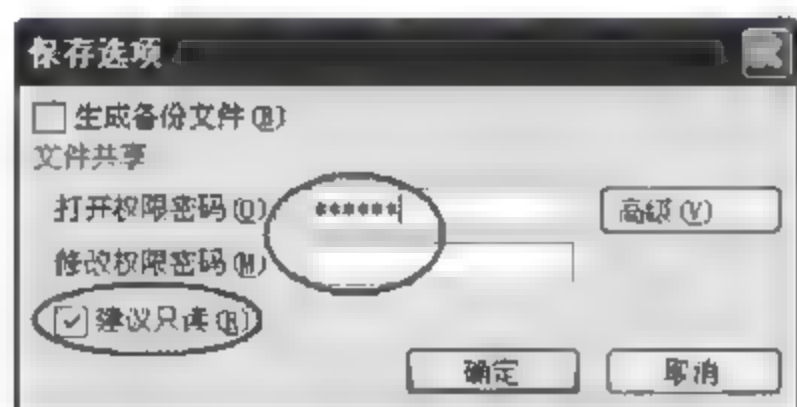 保存选项
生成备份文件(B)
文件共享
打开权限密码(O) ****** 高级(V)
修改权限密码(M)
建议只读(R)
确定 取消